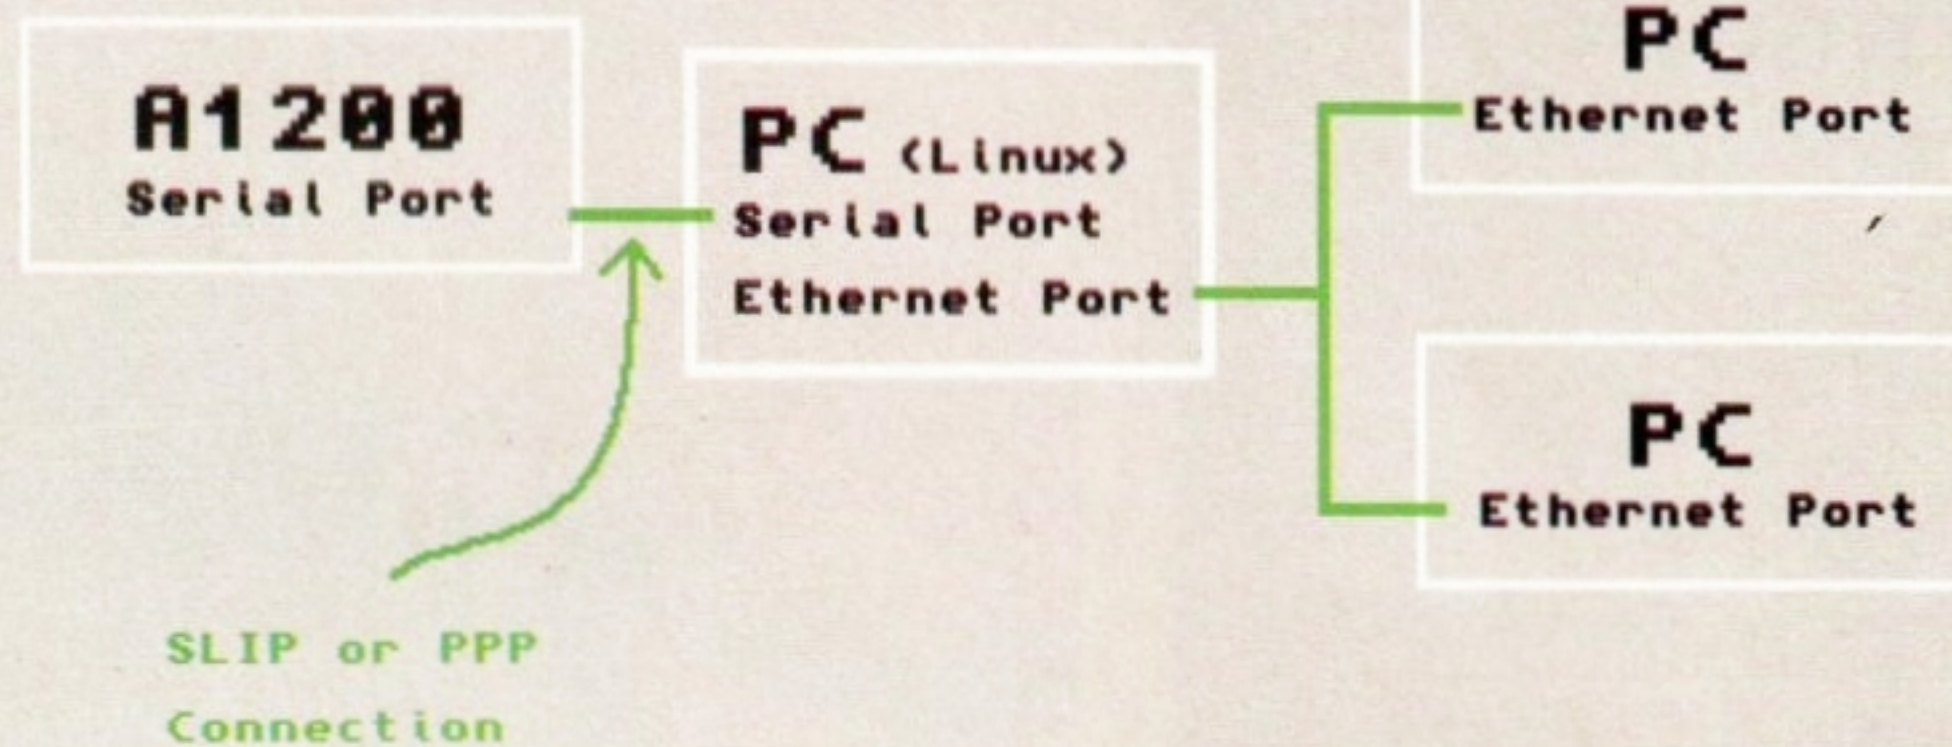 A1200
Serial Port
PC (Linux)
Serial Port
Ethernet Port
PC
Ethernet Port
PC
Ethernet Port
SLIP or PPP
Connection